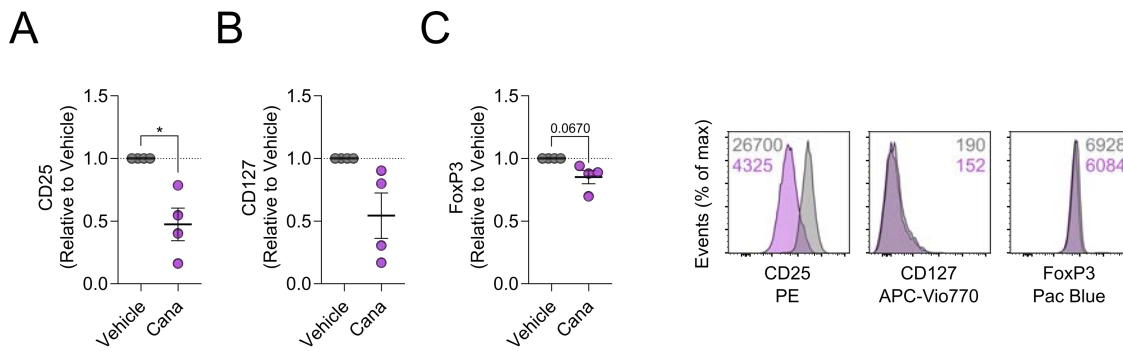 A
CD25
(Relative to Vehicle)
1.5
1.0
0.5
0.0
*
Vehicle
Cana
B
CD127
(Relative to Vehicle)
1.5
1.0
0.5
0.0
Vehicle
Cana
C
FoxP3
(Relative to Vehicle)
1.5
1.0
0.5
0.0
0.0670
Vehicle
Cana
Events (% of max)
26700
4325
CD25
PE
190
152
CD127
APC-Vio770
6928
6084
FoxP3
Pac Blue